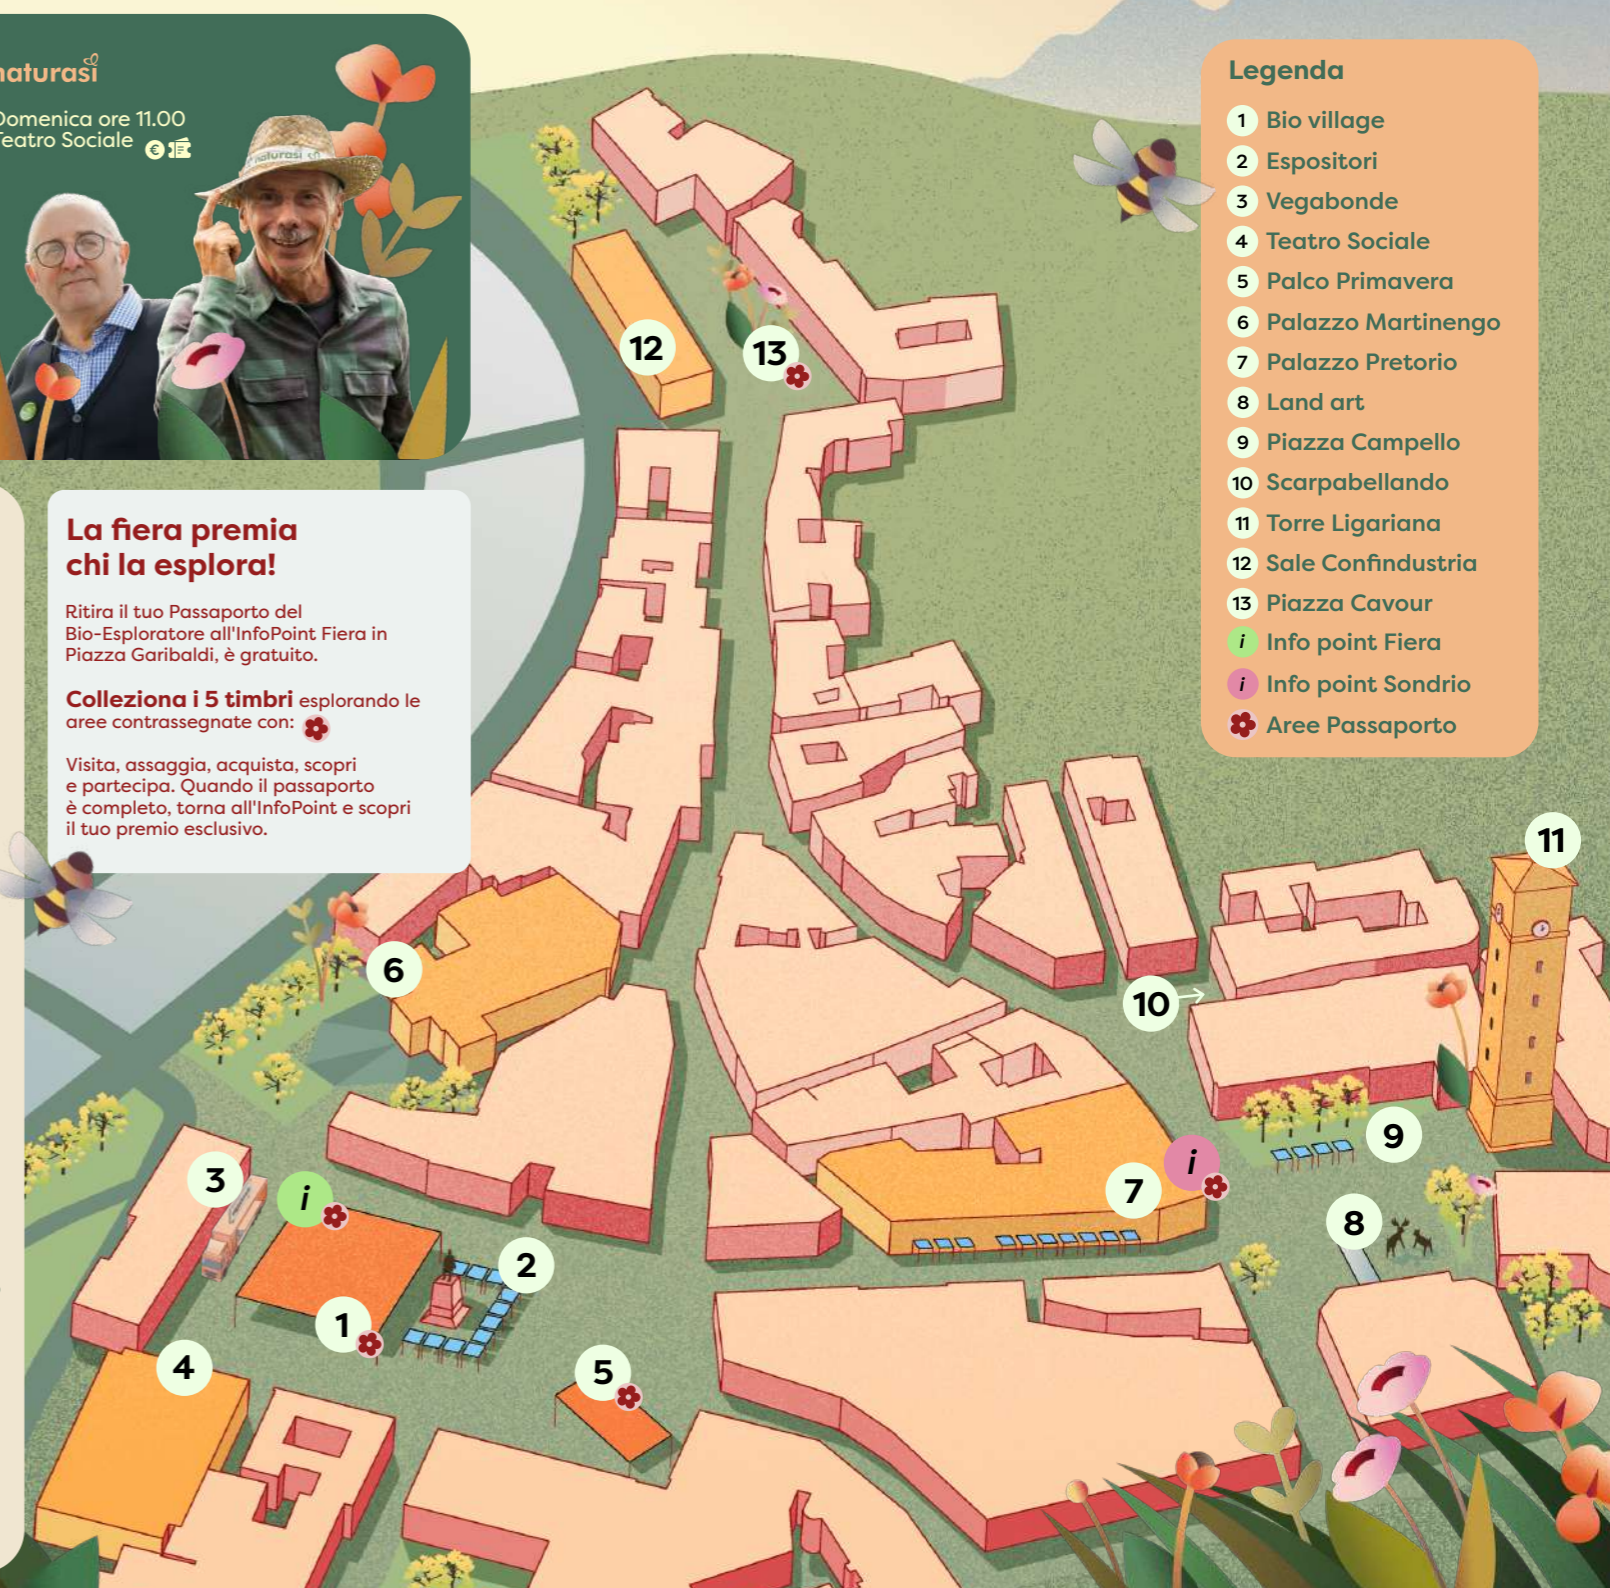 naturasì
Domenica ore 11.00
Teatro Sociale
€
naturasì
La fiera premia
chi la esplora!
Ritira il tuo Passaporto del
Bio-Esploratore all'InfoPoint Fiera in
Piazza Garibaldi, è gratuito.
Colleziona i 5 timbri esplorando le
aree contrassegnate con:
Visita, assaggia, acquista, scopri
e partecipa. Quando il passaporto
è completo, torna all'InfoPoint e scopri
il tuo premio esclusivo.
Legenda
1 Bio village
2 Espositori
3 Vegabonde
4 Teatro Sociale
5 Palco Primavera
6 Palazzo Martinengo
7 Palazzo Pretorio
8 Land art
9 Piazza Campello
10 Scarpabellando
11 Torre Ligariana
12 Sale Confindustria
13 Piazza Cavour
i Info point Fiera
i Info point Sondrio
Aree Passaporto
12
13
11
6
10
9
i
7
3
i
8
2
1
4
5